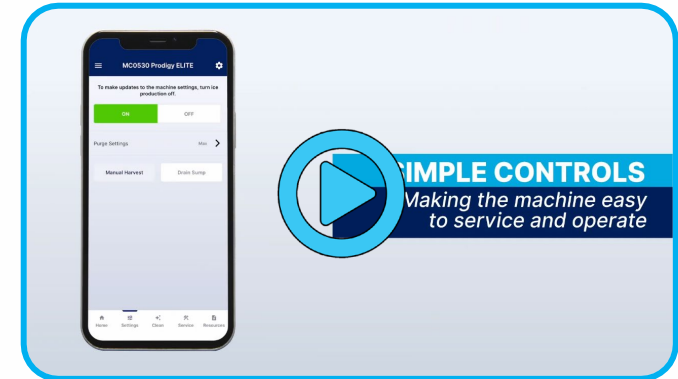 MC0530 Prodigy ELITE
To make updates to the machine settings, turn ice
production off.
ON
OFF
Purge Settings
Max
Manual Harvest
Drain Sump
Home
Settings
Clean
Service
Resources
SIMPLE CONTROLS
Making the machine easy
to service and operate